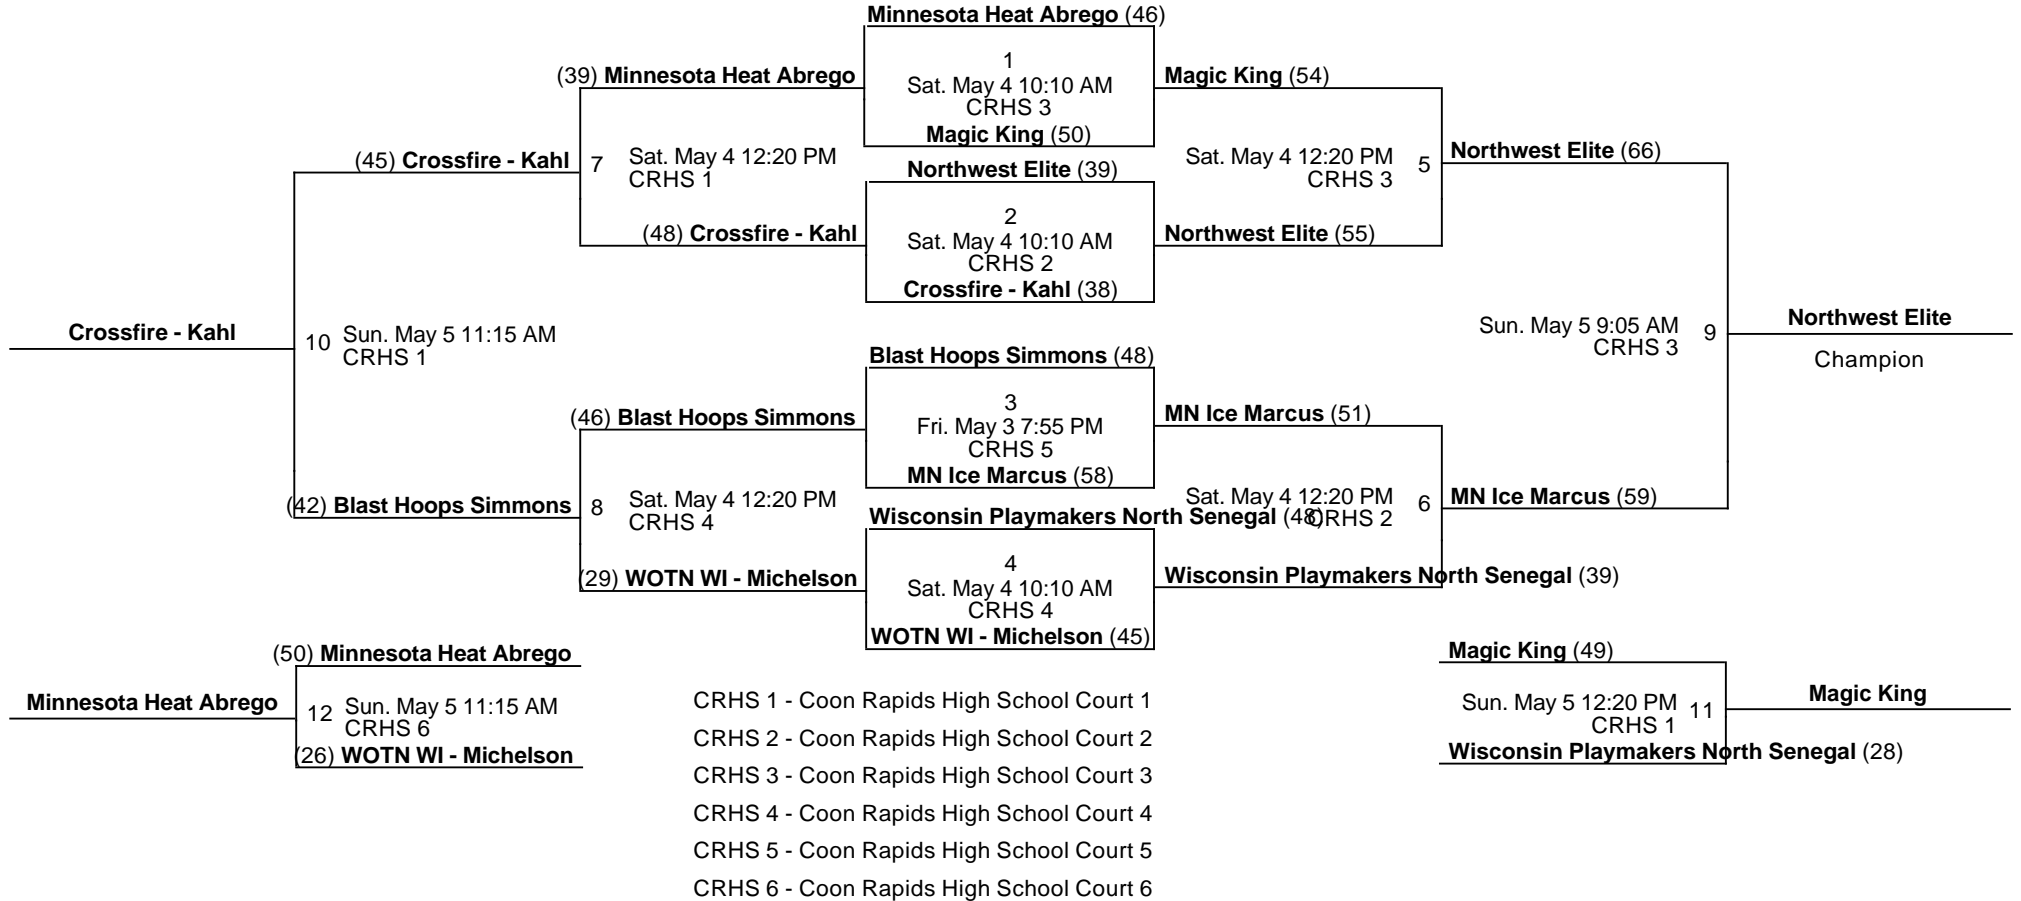 Minnesota Heat Abrego (46)
1
Sat. May 4 10:10 AM
CRHS 3
Magic King (50)
(39) Minnesota Heat Abrego
Magic King (54)
(45) Crossfire - Kahl
7
Sat. May 4 12:20 PM
CRHS 1
Sat. May 4 12:20 PM
CRHS 3
5
Northwest Elite (66)
Northwest Elite (39)
2
Sat. May 4 10:10 AM
CRHS 2
Crossfire - Kahl (38)
(48) Crossfire - Kahl
Northwest Elite (55)
Crossfire - Kahl
10
Sun. May 5 11:15 AM
CRHS 1
Sun. May 5 9:05 AM
CRHS 3
9
Northwest Elite
Champion
Blast Hoops Simmons (48)
3
Fri. May 3 7:55 PM
CRHS 5
MN Ice Marcus (58)
(46) Blast Hoops Simmons
MN Ice Marcus (51)
(42) Blast Hoops Simmons
8
Sat. May 4 12:20 PM
CRHS 4
Sat. May 4 12:20 PM
CRHS 2
6
MN Ice Marcus (59)
Wisconsin Playmakers North Senegal (48)
4
Sat. May 4 10:10 AM
CRHS 4
WOTN WI - Michelson (45)
(29) WOTN WI - Michelson
Wisconsin Playmakers North Senegal (39)
(50) Minnesota Heat Abrego
Minnesota Heat Abrego
12
Sun. May 5 11:15 AM
CRHS 6
(26) WOTN WI - Michelson
Magic King (49)
Sun. May 5 12:20 PM
CRHS 1
11
Magic King
Wisconsin Playmakers North Senegal (28)
CRHS 1 - Coon Rapids High School Court 1
CRHS 2 - Coon Rapids High School Court 2
CRHS 3 - Coon Rapids High School Court 3
CRHS 4 - Coon Rapids High School Court 4
CRHS 5 - Coon Rapids High School Court 5
CRHS 6 - Coon Rapids High School Court 6